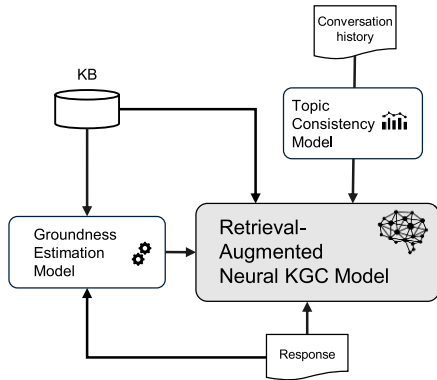 Conversation
history
KB
Topic
Consistency
Model
Groundness
Estimation
Model
Retrieval-
Augmented
Neural KGC Model
Response